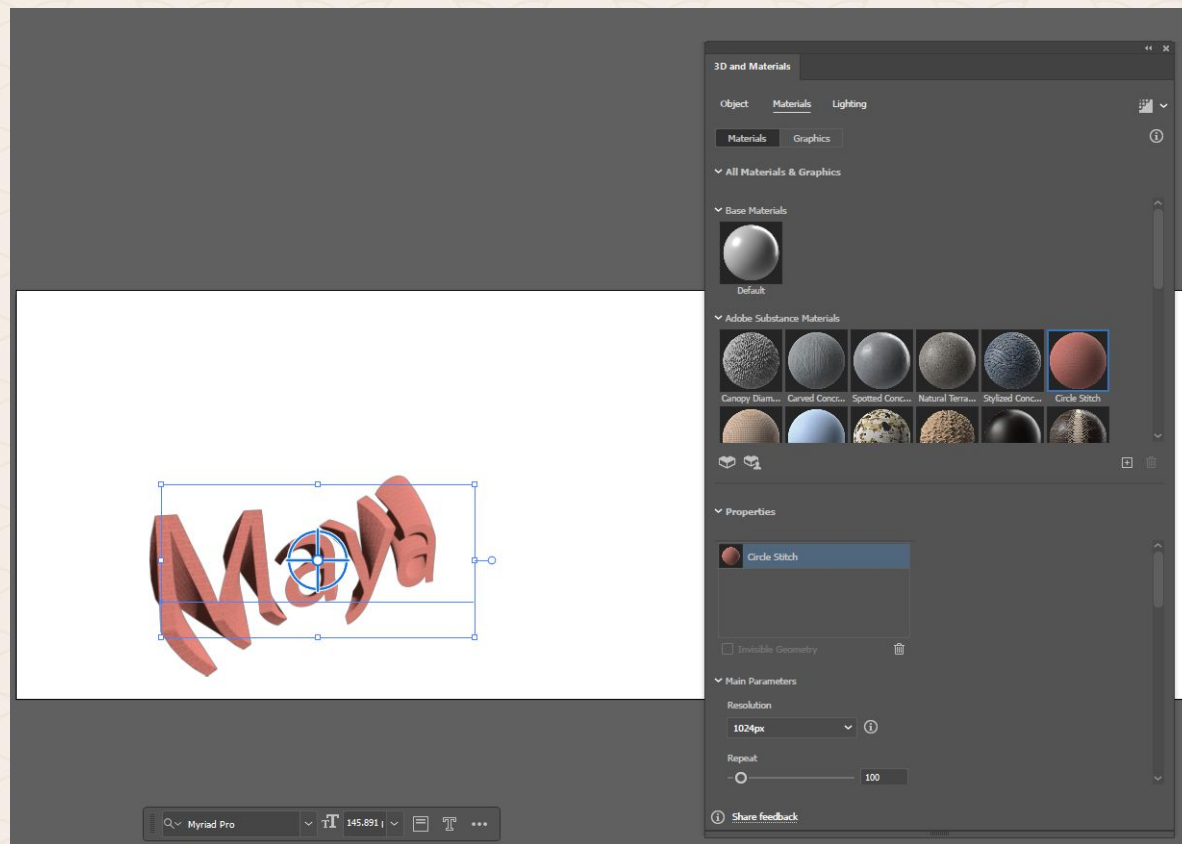 3D and Materials
Object Materials Lighting
Materials Graphics
All Materials & Graphics
Base Materials
Default
Adobe Substance Materials
Canopy Diam... Carved Concr... Spotted Conc... Natural Terra... Stylized Conc... Circle Stitch
Properties
Circle Stitch
Invisible Geometry
Main Parameters
Resolution
1024px
Repeat
100
Share feedback
Maya
Myriad Pro 145.891